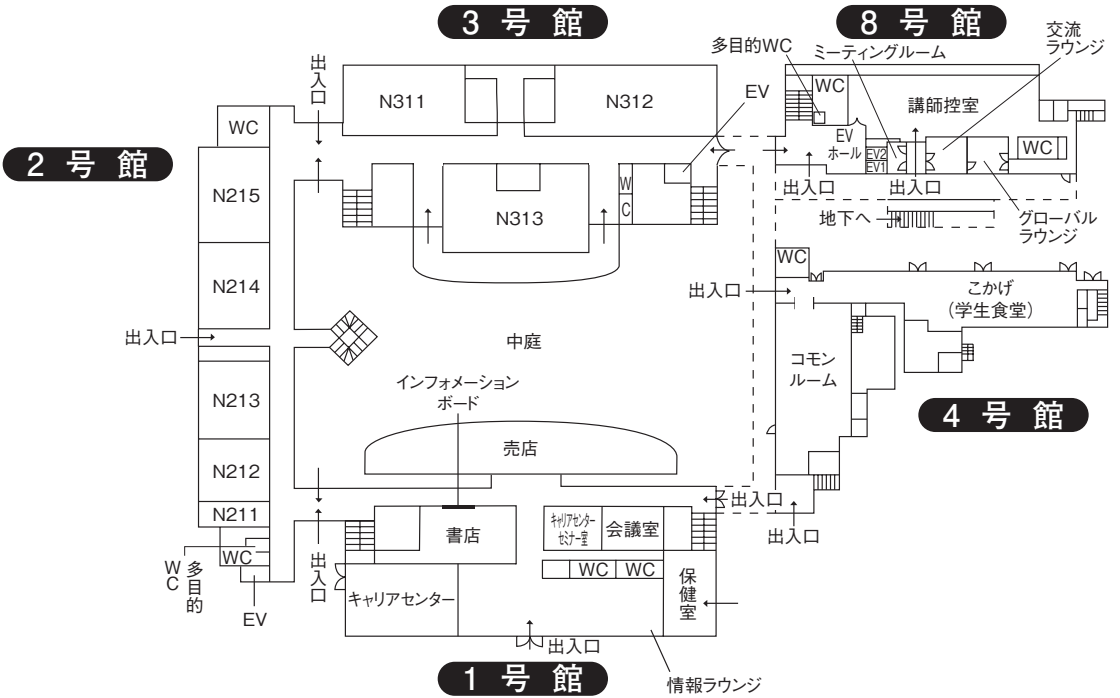 3 号 館
8 号 館
交流
ラウンジ
多目的WC
ミーティングルーム
出入口
EV
WC
N311
N312
講師控室
WC
EV
ホール
EV2
EV1
WC
2 号 館
N215
N313
WC
出入口
出入口
地下へ
グローバル
ラウンジ
WC
N214
出入口
こかげ
(学生食堂)
出入口
中庭
コモン
ルーム
インフォメーション
ボード
N213
4 号 館
売店
N212
出入口
N211
書店
キャリアセンター
セミナー室
会議室
出入口
WC
多目的
WC
出入口
WC
WC
保健室
キャリアセンター
EV
出入口
1 号 館
情報ラウンジ